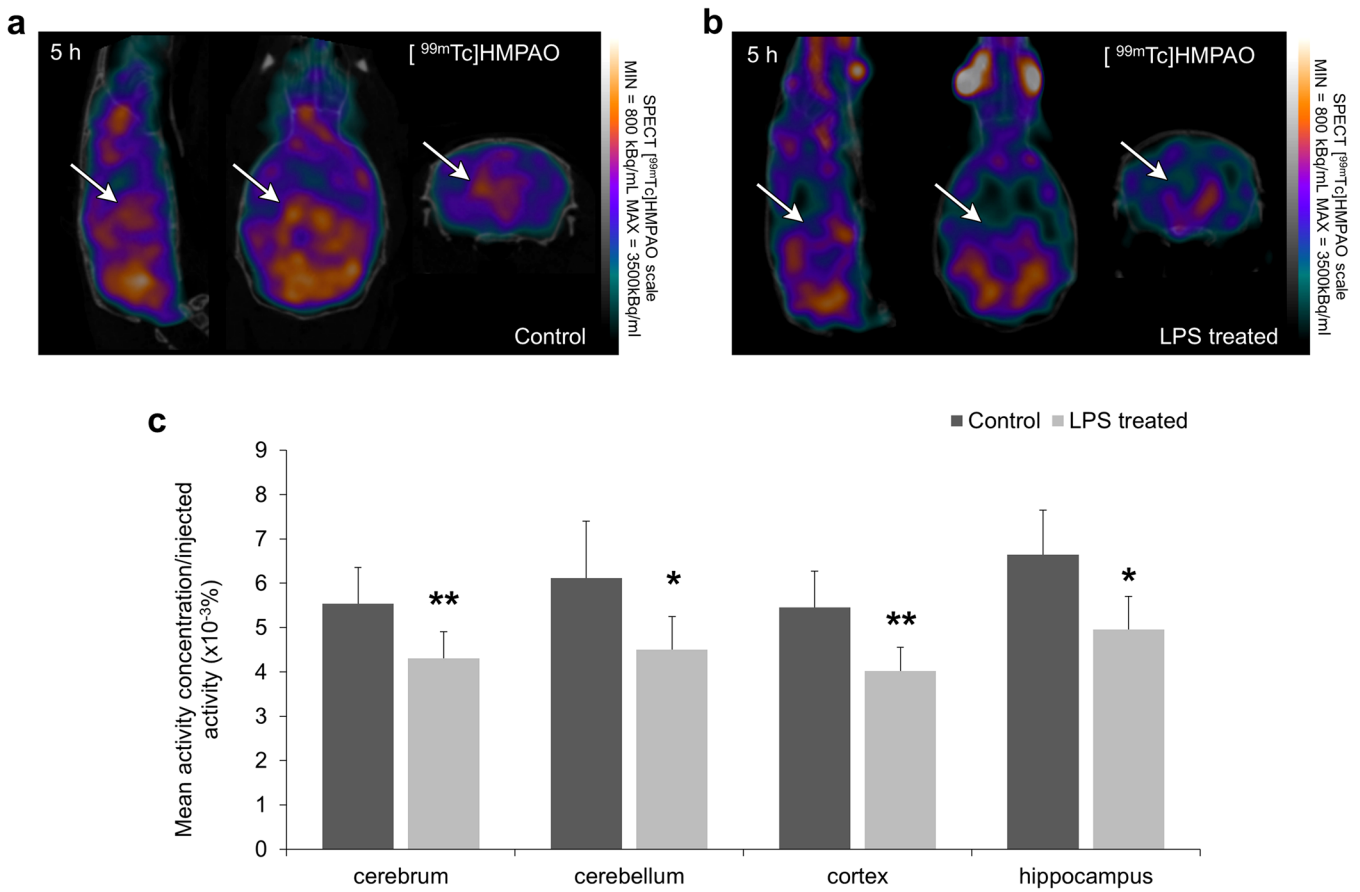 a
5 h
[ ⁹⁹ᵐTc]HMPAO
Control
SPECT [⁹⁹ᵐTc]HMPAO scale
MIN = 800 kBq/mL MAX = 3500kBq/ml
b
5 h
[ ⁹⁹ᵐTc]HMPAO
LPS treated
SPECT [⁹⁹ᵐTc]HMPAO scale
MIN = 800 kBq/mL MAX = 3500kBq/ml
c
Control
LPS treated
Mean activity concentration/injected
activity (x10⁻³%)
9
8
7
6
5
4
3
2
1
0
**
*
**
*
cerebrum
cerebellum
cortex
hippocampus